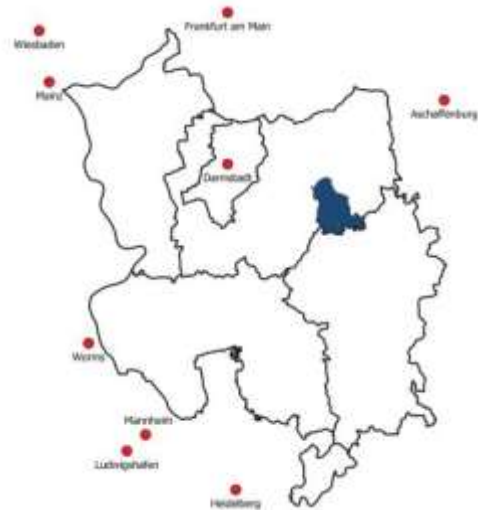 Frankfurt am Main
Wiesbaden
Mainz
Aschaffenburg
Darmstadt
Worms
Mannheim
Ludwigshafen
Heidelberg